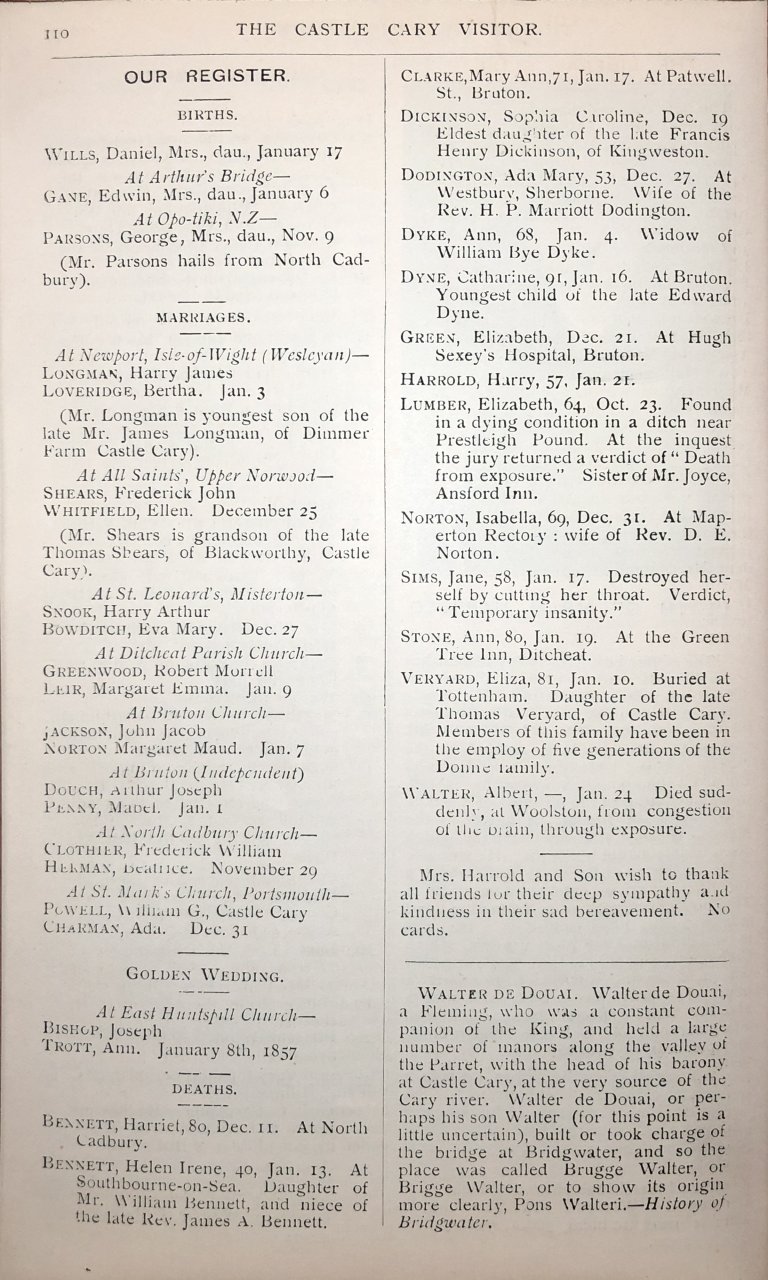 110
THE CASTLE CARY VISITOR.
OUR REGISTER.
BIRTHS.
WILLS, Daniel, Mrs., dau., January 17
At Arthur's Bridge—
GANE, Edwin, Mrs., dau., January 6
At Opo-tiki, N.Z—
PARSONS, George, Mrs., dau., Nov. 9
(Mr. Parsons hails from North Cad-
bury).
MARRIAGES.
At Newport, Isle-of-Wight (Wesleyan)—
LONGMAN, Harry James
LOVERIDGE, Bertha. Jan. 3
(Mr. Longman is youngest son of the
late Mr. James Longman, of Dimmer
Farm Castle Cary).
At All Saints', Upper Norwood—
SHEARS, Frederick John
WHITFIELD, Ellen. December 25
(Mr. Shears is grandson of the late
Thomas Shears, of Blackworthy, Castle
Cary).
At St. Leonard's, Misterton—
SNOOK, Harry Arthur
BOWDITCH, Eva Mary. Dec. 27
At Ditcheat Parish Church—
GREENWOOD, Robert Morrell
LEIR, Margaret Emma. Jan. 9
At Bruton Church—
JACKSON, John Jacob
NORTON Margaret Maud. Jan. 7
At Bruton (Independent)
DOUCH, Arthur Joseph
PENNY, Mabel. Jan. 1
At North Cadbury Church—
CLOTHIER, Frederick William
HERMAN, Beatrice. November 29
At St. Mark's Church, Portsmouth—
POWELL, William G., Castle Cary
CHARMAN, Ada. Dec. 31
GOLDEN WEDDING.
At East Huntspill Church—
BISHOP, Joseph
TROTT, Ann. January 8th, 1857
DEATHS.
BENNETT, Harriet, 80, Dec. 11. At North
Cadbury.
BENNETT, Helen Irene, 40, Jan. 13. At
Southbourne-on-Sea. Daughter of
Mr. William Bennett, and niece of
the late Rev. James A. Bennett.
CLARKE, Mary Ann, 71, Jan. 17. At Patwell.
St., Bruton.
DICKINSON, Sophia Caroline, Dec. 19
Eldest daughter of the late Francis
Henry Dickinson, of Kingweston.
DODINGTON, Ada Mary, 53, Dec. 27. At
Westbury, Sherborne. Wife of the
Rev. H. P. Marriott Dodington.
DYKE, Ann, 68, Jan. 4. Widow of
William Bye Dyke.
DYNE, Catharine, 91, Jan. 16. At Bruton.
Youngest child of the late Edward
Dyne.
GREEN, Elizabeth, Dec. 21. At Hugh
Sexey's Hospital, Bruton.
HARROLD, Harry, 57, Jan. 21.
LUMBER, Elizabeth, 64, Oct. 23. Found
in a dying condition in a ditch near
Prestleigh Pound. At the inquest
the jury returned a verdict of "Death
from exposure." Sister of Mr. Joyce,
Ansford Inn.
NORTON, Isabella, 69, Dec. 31. At Map-
erton Rectory : wife of Rev. D. E.
Norton.
SIMS, Jane, 58, Jan. 17. Destroyed her-
self by cutting her throat. Verdict,
"Temporary insanity."
STONE, Ann, 80, Jan. 19. At the Green
Tree Inn, Ditcheat.
VERYARD, Eliza, 81, Jan. 10. Buried at
Tottenham. Daughter of the late
Thomas Veryard, of Castle Cary.
Members of this family have been in
the employ of five generations of the
Donne family.
WALTER, Albert, —, Jan. 24 Died sud-
denly, at Woolston, from congestion
of the brain, through exposure.
Mrs. Harrold and Son wish to thank
all friends for their deep sympathy and
kindness in their sad bereavement. No
cards.
WALTER DE DOUAI. Walter de Douai,
a Fleming, who was a constant com-
panion of the King, and held a large
number of manors along the valley of
the Parret, with the head of his barony
at Castle Cary, at the very source of the
Cary river. Walter de Douai, or per-
haps his son Walter (for this point is a
little uncertain), built or took charge of
the bridge at Bridgwater, and so the
place was called Brugge Walter, or
Brigge Walter, or to show its origin
more clearly, Pons Walteri.—History of
Bridgwater.